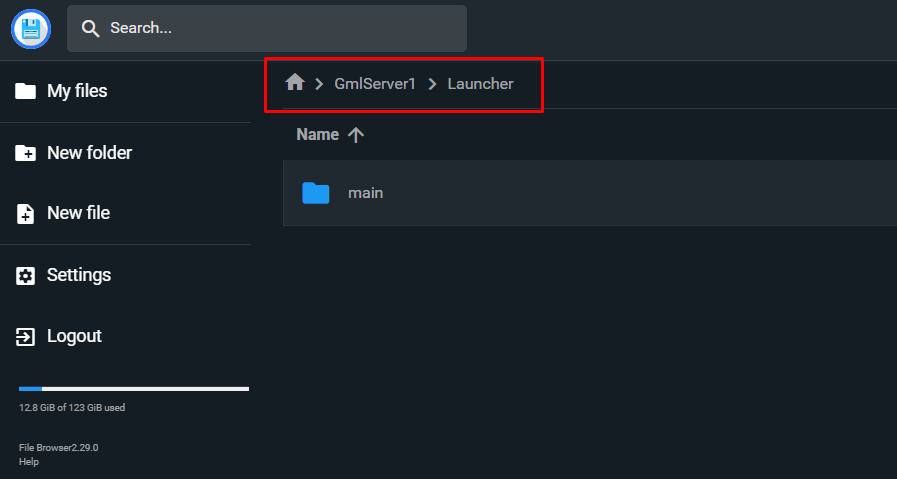 Search...
My files
New folder
New file
Settings
Logout
12.8 GiB of 123 GiB used
File Browser2.29.0
Help
GmlServer1 Launcher
Name
main